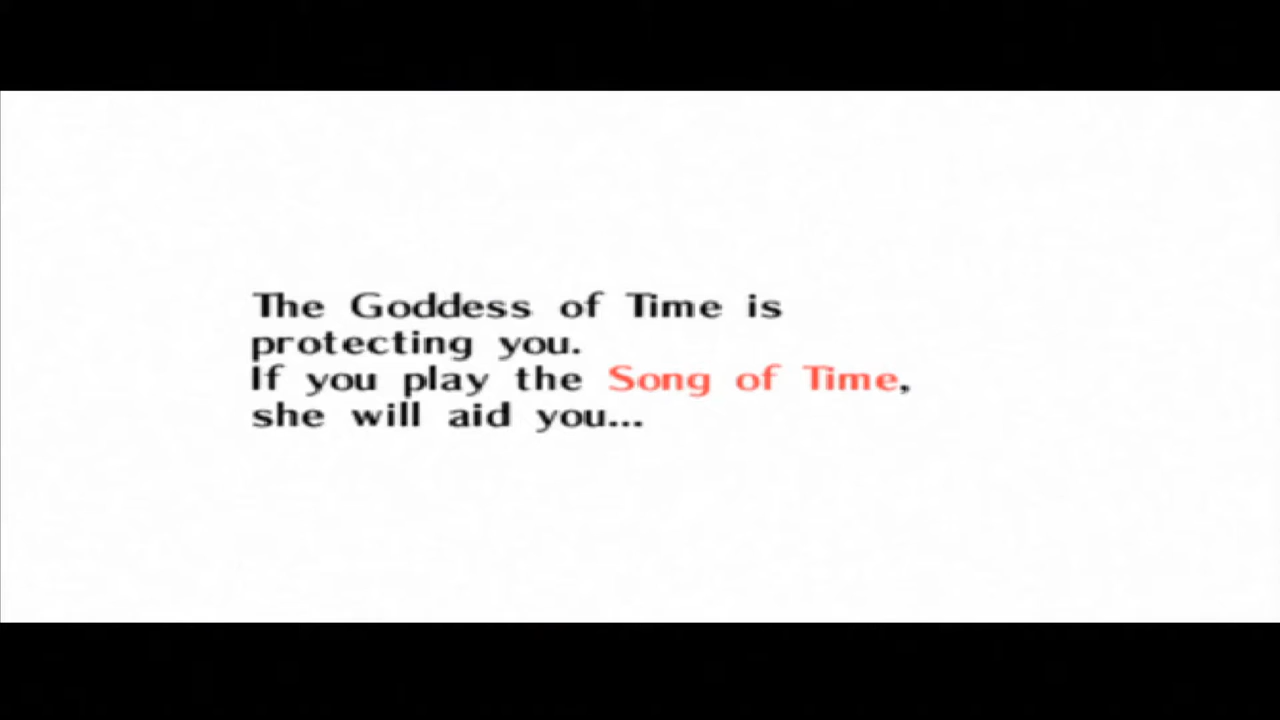 The Goddess of Time is
protecting you.
If you play the Song of Time,
she will aid you...